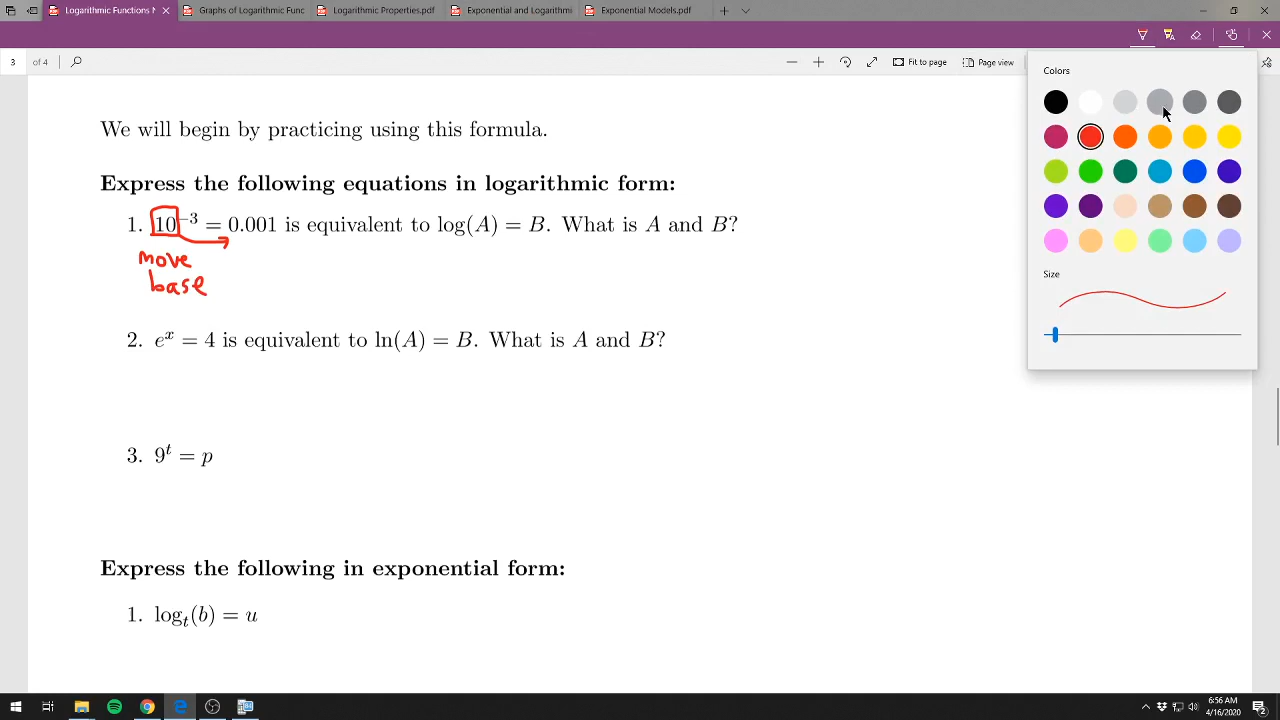 Logarithmic Functions N
Graphs of Logarithmic Func
Logarithmic Properties.pdf
Exponential and Logarithmi
Exponential Models.pdf
3 of 4
Fit to page
Page view
Colors
Size
We will begin by practicing using this formula.
Express the following equations in logarithmic form:
1. 10⁻³ = 0.001 is equivalent to log(A) = B. What is A and B?
move
base
2. eˣ = 4 is equivalent to ln(A) = B. What is A and B?
3. 9ᵗ = p
Express the following in exponential form:
1. logₜ(b) = u
6:56 AM
4/16/2020